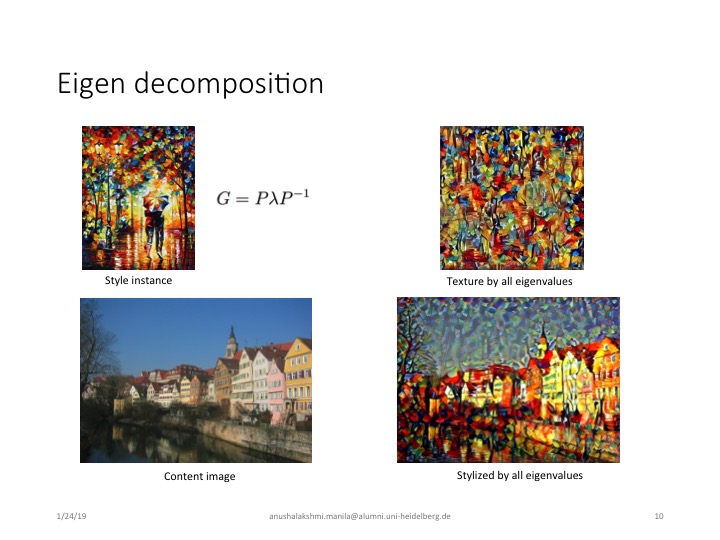 Eigen decomposition
G = PλP⁻¹
Style instance
Texture by all eigenvalues
Content image
Stylized by all eigenvalues
1/24/19
anushalakshmi.manila@alumni.uni-heidelberg.de
10